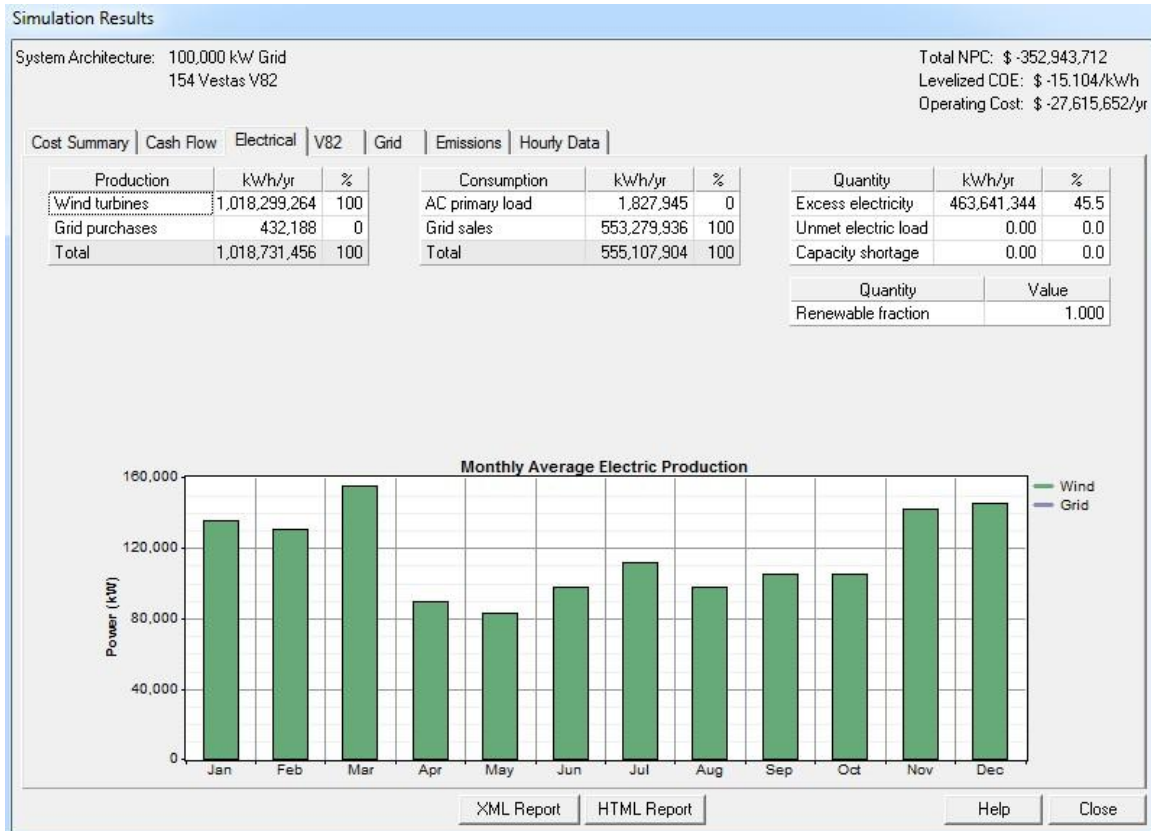 Simulation Results
System Architecture: 100,000 kW Grid
154 Vestas V82
Total NPC: $ -352,943,712
Levelized COE: $ -15.104/kWh
Operating Cost: $ -27,615,652/yr
Cost Summary Cash Flow Electrical V82 Grid Emissions Hourly Data
Production kWh/yr %
Wind turbines 1,018,299,264 100
Grid purchases 432,188 0
Total 1,018,731,456 100
Consumption kWh/yr %
AC primary load 1,827,945 0
Grid sales 553,279,936 100
Total 555,107,904 100
Quantity kWh/yr %
Excess electricity 463,641,344 45.5
Unmet electric load 0.00 0.0
Capacity shortage 0.00 0.0
Quantity Value
Renewable fraction 1.000
Monthly Average Electric Production
Wind
Grid
Power (kW)
160,000
120,000
80,000
40,000
0
Jan Feb Mar Apr May Jun Jul Aug Sep Oct Nov Dec
XML Report HTML Report Help Close